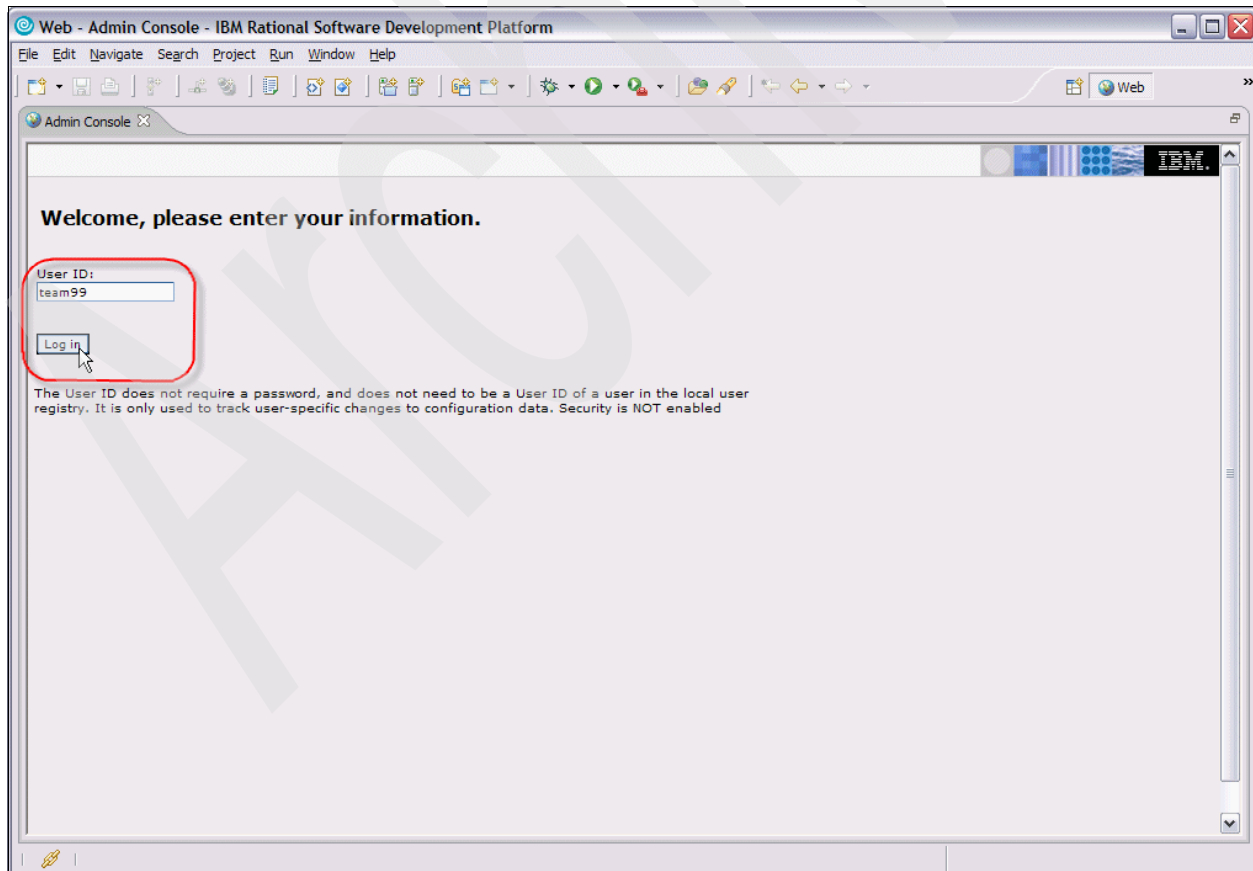 Web - Admin Console - IBM Rational Software Development Platform
File Edit Navigate Search Project Run Window Help
Web
»
Admin Console
IBM.
Welcome, please enter your information.
User ID:
team99
Log in
The User ID does not require a password, and does not need to be a User ID of a user in the local user
registry. It is only used to track user-specific changes to configuration data. Security is NOT enabled